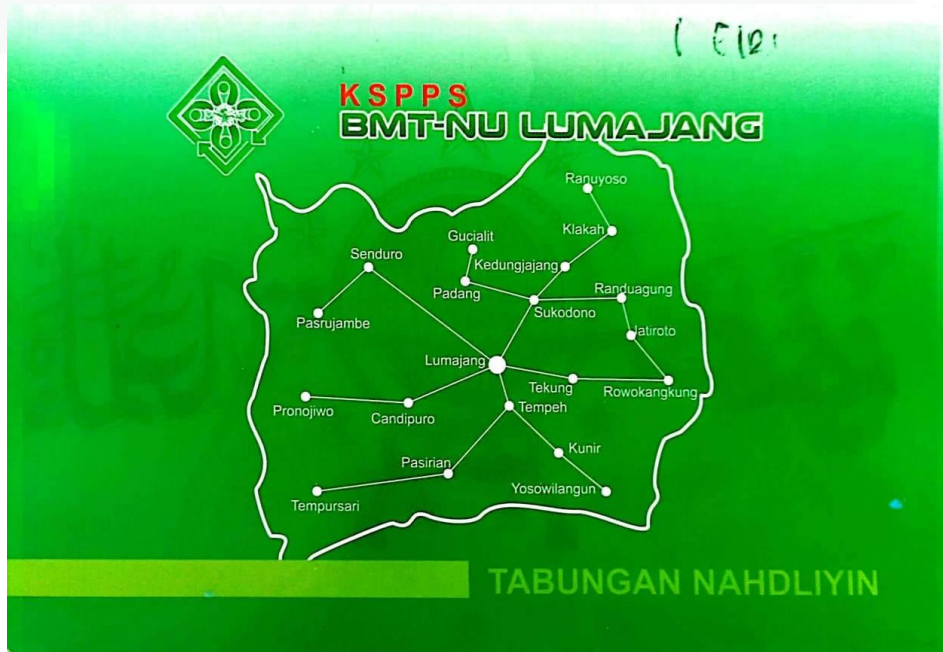 KSPPS
BMT-NU LUMAJANG
Ranuyoso
Klakah
Gucialit
Kedungjajang
Senduro
Padang
Randuagung
Sukodono
Pasrujambe
Jatiroto
Lumajang
Tekung
Rowokangkung
Tempeh
Pronojiwo
Candipuro
Kunir
Pasirian
Yosowilangun
Tempursari
TABUNGAN NAHDLIYIN